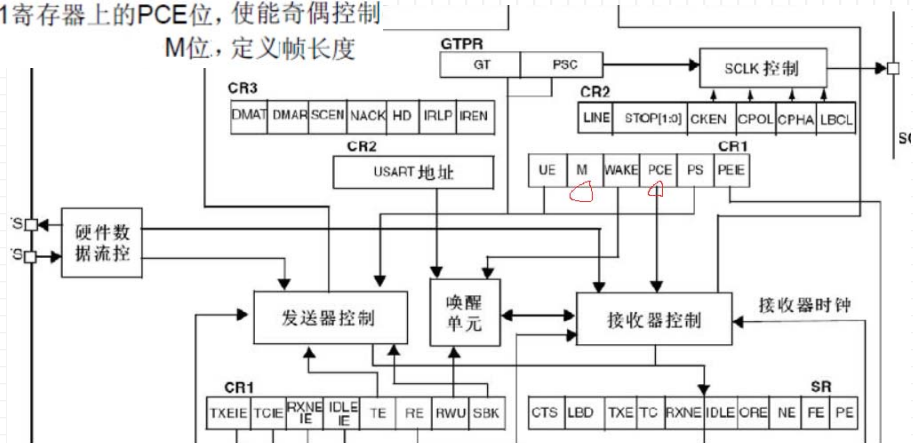 1寄存器上的PCE位，使能奇偶控制
M位，定义帧长度
GTPR
GT PSC
SCLK 控制
CR3
DMAT DMAR SCEN NACK HD IRLP IREN
CR2
LINE STOP[1:0] CKEN CPOL CPHA LBCL
CR2
USART 地址
CR1
UE M WAKE PCE PS PEIE
硬件数
据流控
发送器控制
唤醒
单元
接收器控制
接收器时钟
CR1
TXEIE TCIE RXNE IE IDLE IE TE RE RWU SBK
SR
CTS LBD TXE TC RXNE IDLE ORE NE FE PE